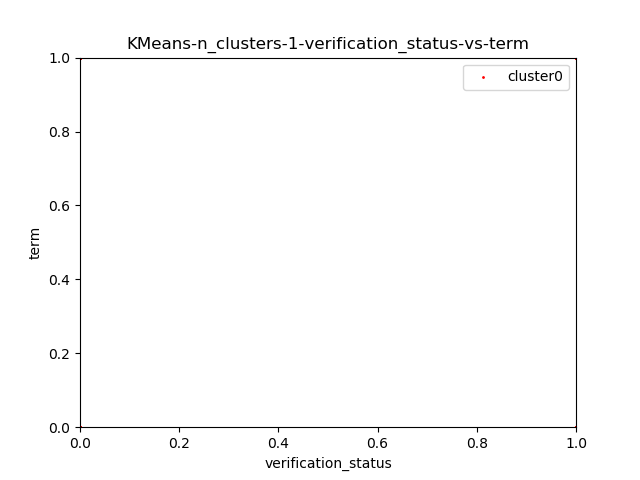 KMeans-n_clusters-1-verification_status-vs-term
cluster0
1.0
0.8
0.6
0.4
0.2
0.0
term
0.0 0.2 0.4 0.6 0.8 1.0
verification_status